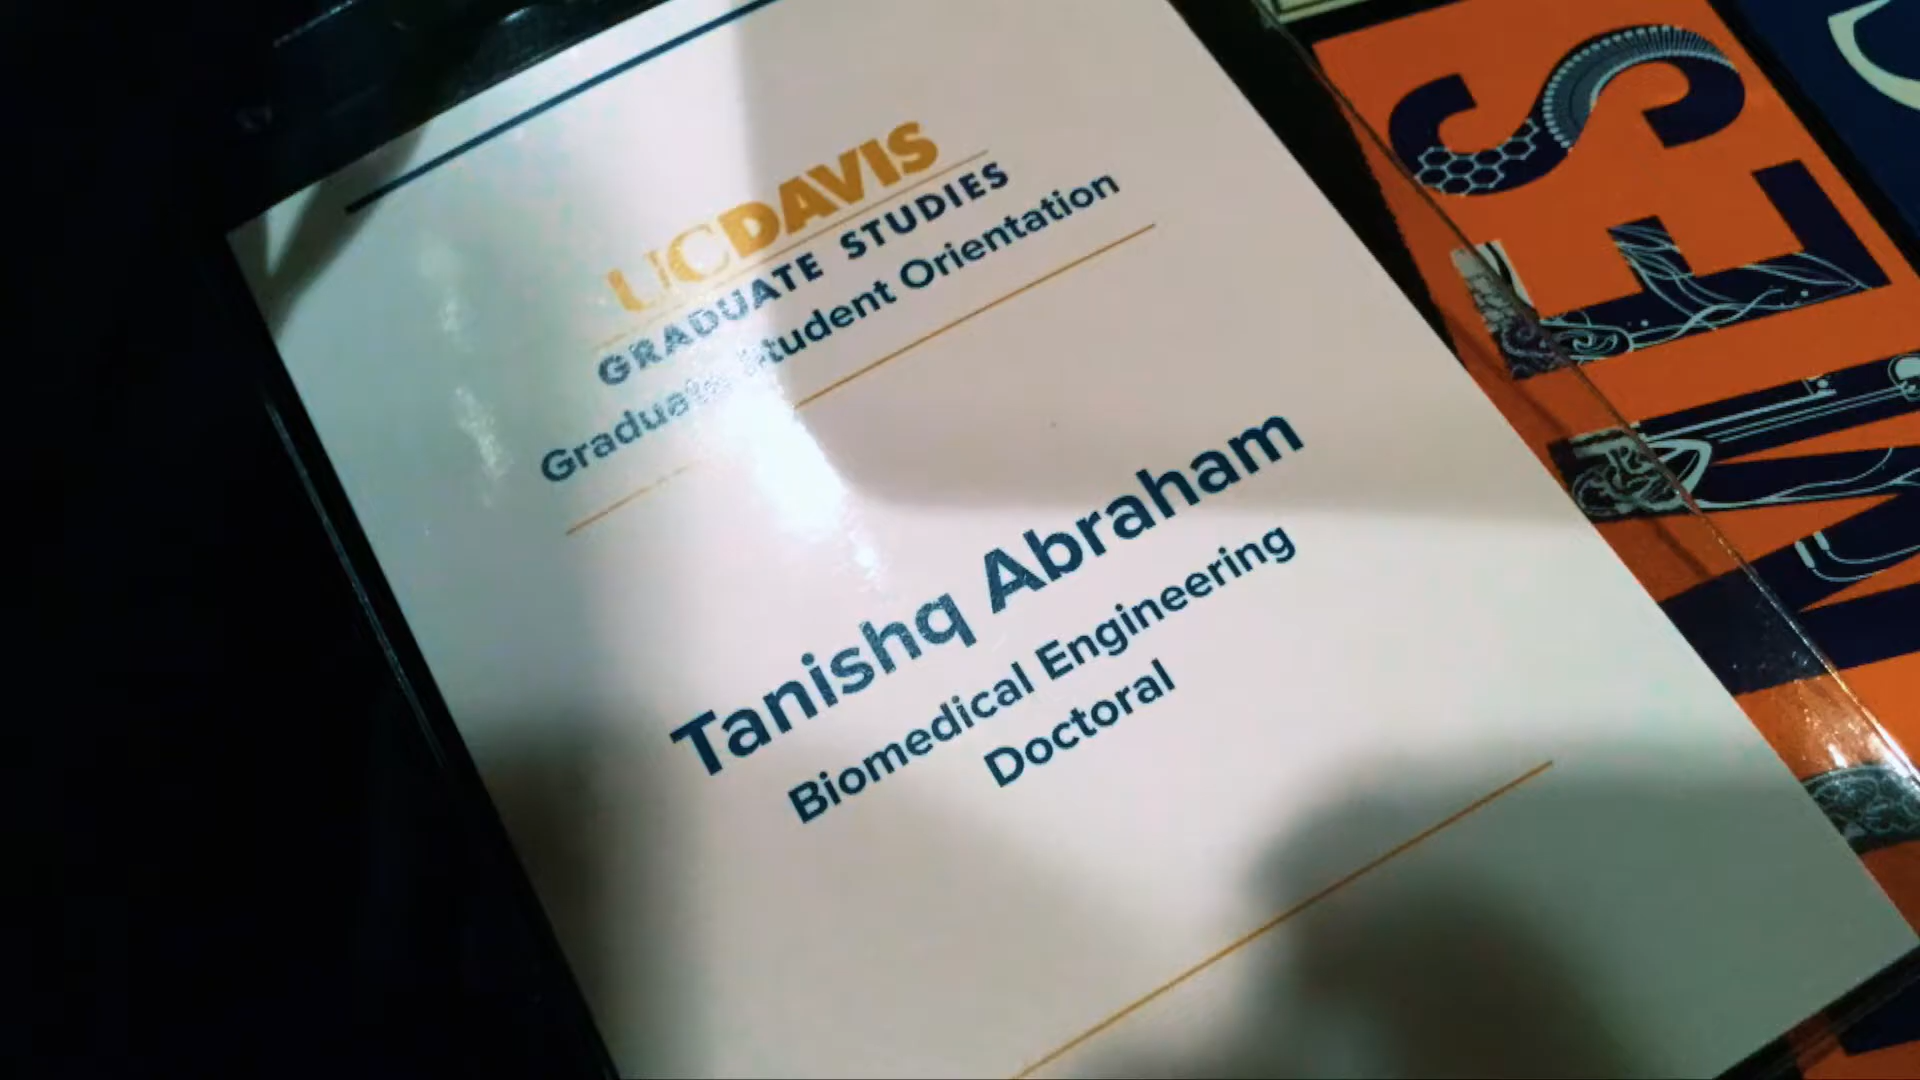 UCDAVIS
GRADUATE STUDIES
Graduate Student Orientation
Tanishq Abraham
Biomedical Engineering
Doctoral